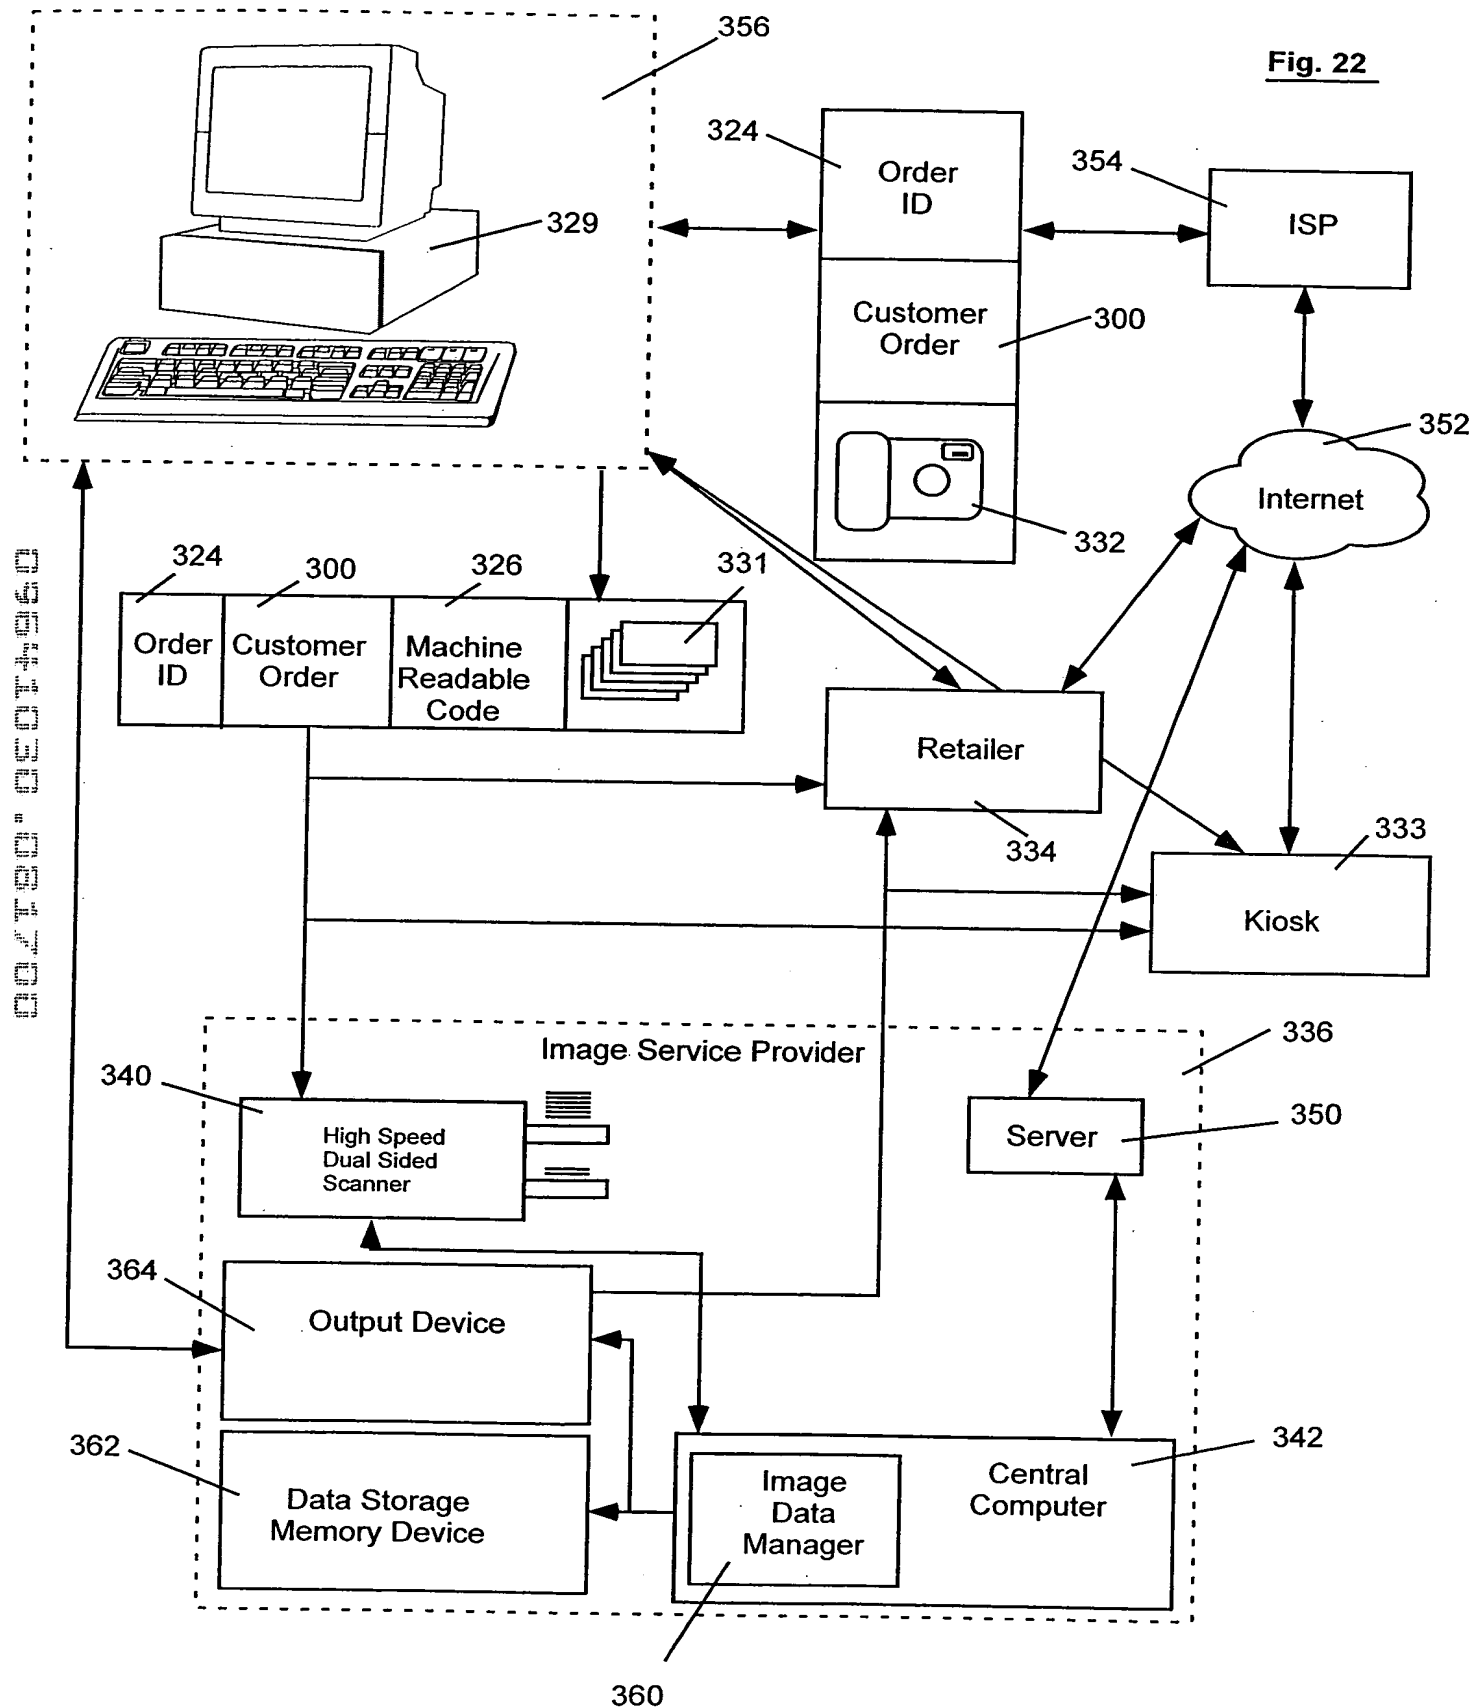 356
Fig. 22
324
Order
ID
354
ISP
329
Customer
Order
300
352
Internet
332
324
300
326
331
Order
ID
Customer
Order
Machine
Readable
Code
Retailer
334
333
Kiosk
09641030.081700
Image Service Provider
336
340
High Speed
Dual Sided
Scanner
Server
350
364
Output Device
362
Data Storage
Memory Device
Image
Data
Manager
Central
Computer
342
360